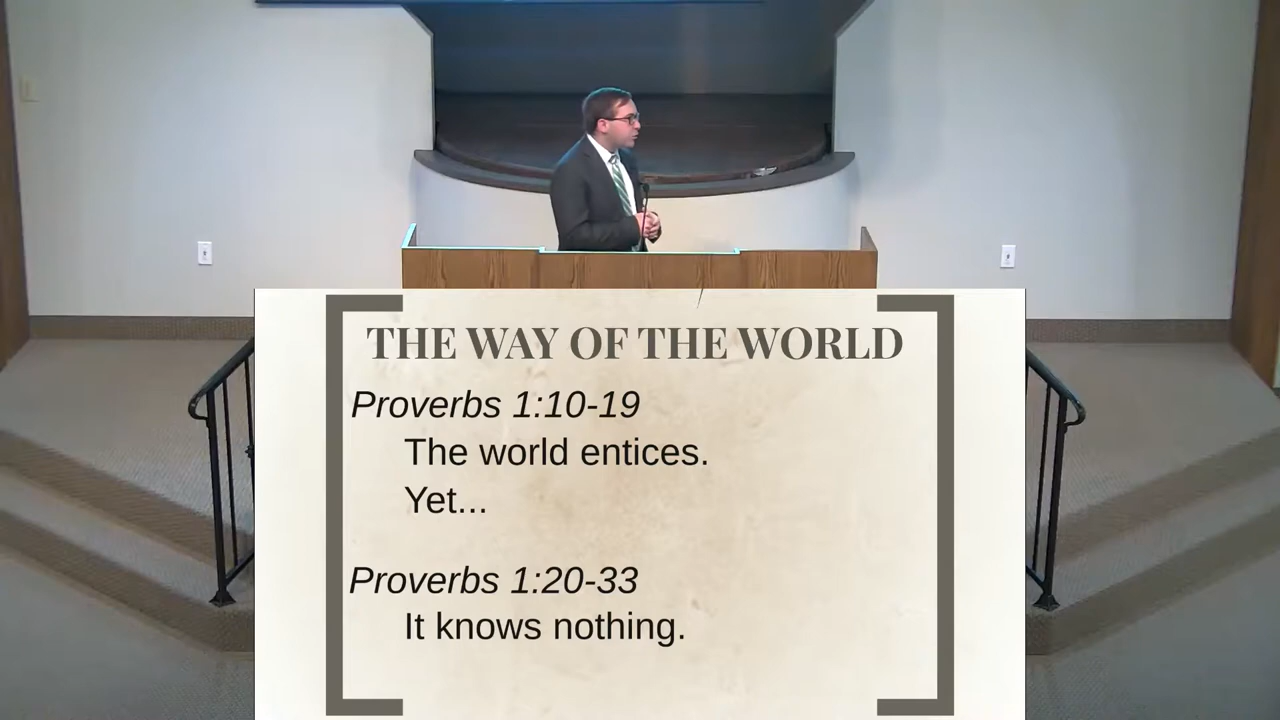 THE WAY OF THE WORLD
Proverbs 1:10-19
The world entices.
Yet...
Proverbs 1:20-33
It knows nothing.